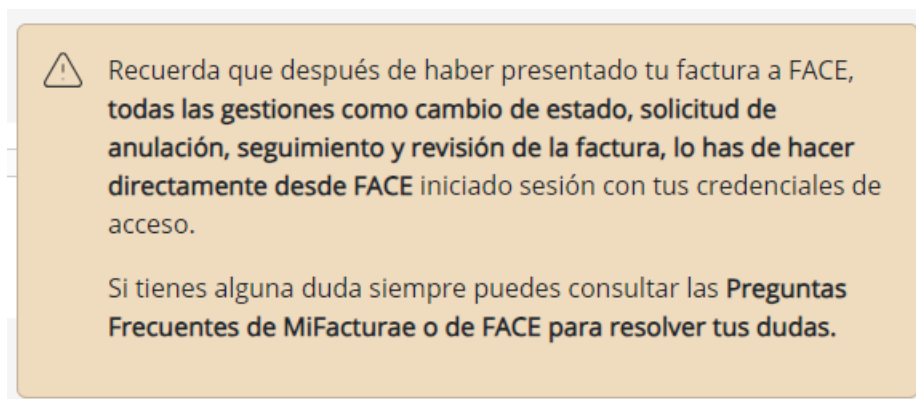 Recuerda que después de haber presentado tu factura a FACE,
todas las gestiones como cambio de estado, solicitud de
anulación, seguimiento y revisión de la factura, lo has de hacer
directamente desde FACE iniciado sesión con tus credenciales de
acceso.
Si tienes alguna duda siempre puedes consultar las Preguntas
Frecuentes de MiFacturae o de FACE para resolver tus dudas.